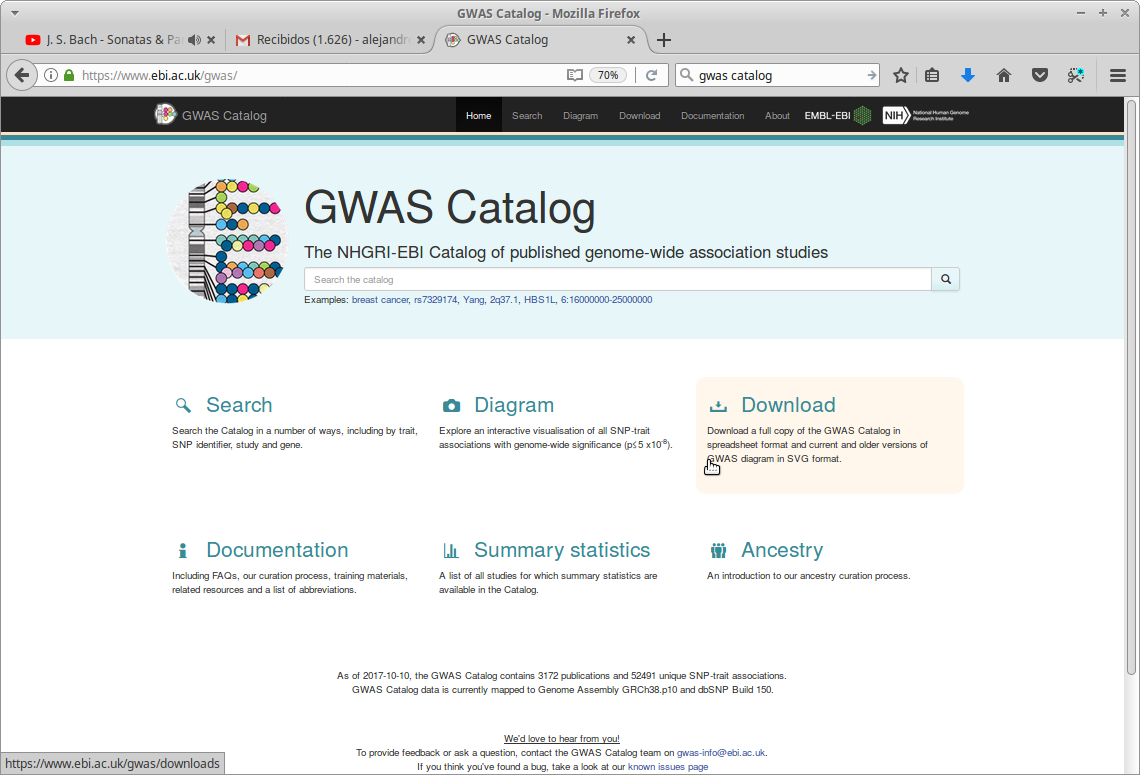 GWAS Catalog - Mozilla Firefox
J. S. Bach - Sonatas & Pa
Recibidos (1.626) - alejandr
GWAS Catalog
https://www.ebi.ac.uk/gwas/
70%
gwas catalog
GWAS Catalog
Home
Search
Diagram
Download
Documentation
About
EMBL-EBI
NIH
National Human Genome
Research Institute
GWAS Catalog
The NHGRI-EBI Catalog of published genome-wide association studies
Search the catalog
Examples: breast cancer, rs7329174, Yang, 2q37.1, HBS1L, 6:16000000-25000000
Search
Search the Catalog in a number of ways, including by trait,
SNP identifier, study and gene.
Diagram
Explore an interactive visualisation of all SNP-trait
associations with genome-wide significance (p≤5 x10⁻⁸).
Download
Download a full copy of the GWAS Catalog in
spreadsheet format and current and older versions of
GWAS diagram in SVG format.
Documentation
Including FAQs, our curation process, training materials,
related resources and a list of abbreviations.
Summary statistics
A list of all studies for which summary statistics are
available in the Catalog.
Ancestry
An introduction to our ancestry curation process.
As of 2017-10-10, the GWAS Catalog contains 3172 publications and 52491 unique SNP-trait associations.
GWAS Catalog data is currently mapped to Genome Assembly GRCh38.p10 and dbSNP Build 150.
We'd love to hear from you!
To provide feedback or ask a question, contact the GWAS Catalog team on gwas-info@ebi.ac.uk.
If you think you've found a bug, take a look at our known issues page
https://www.ebi.ac.uk/gwas/downloads